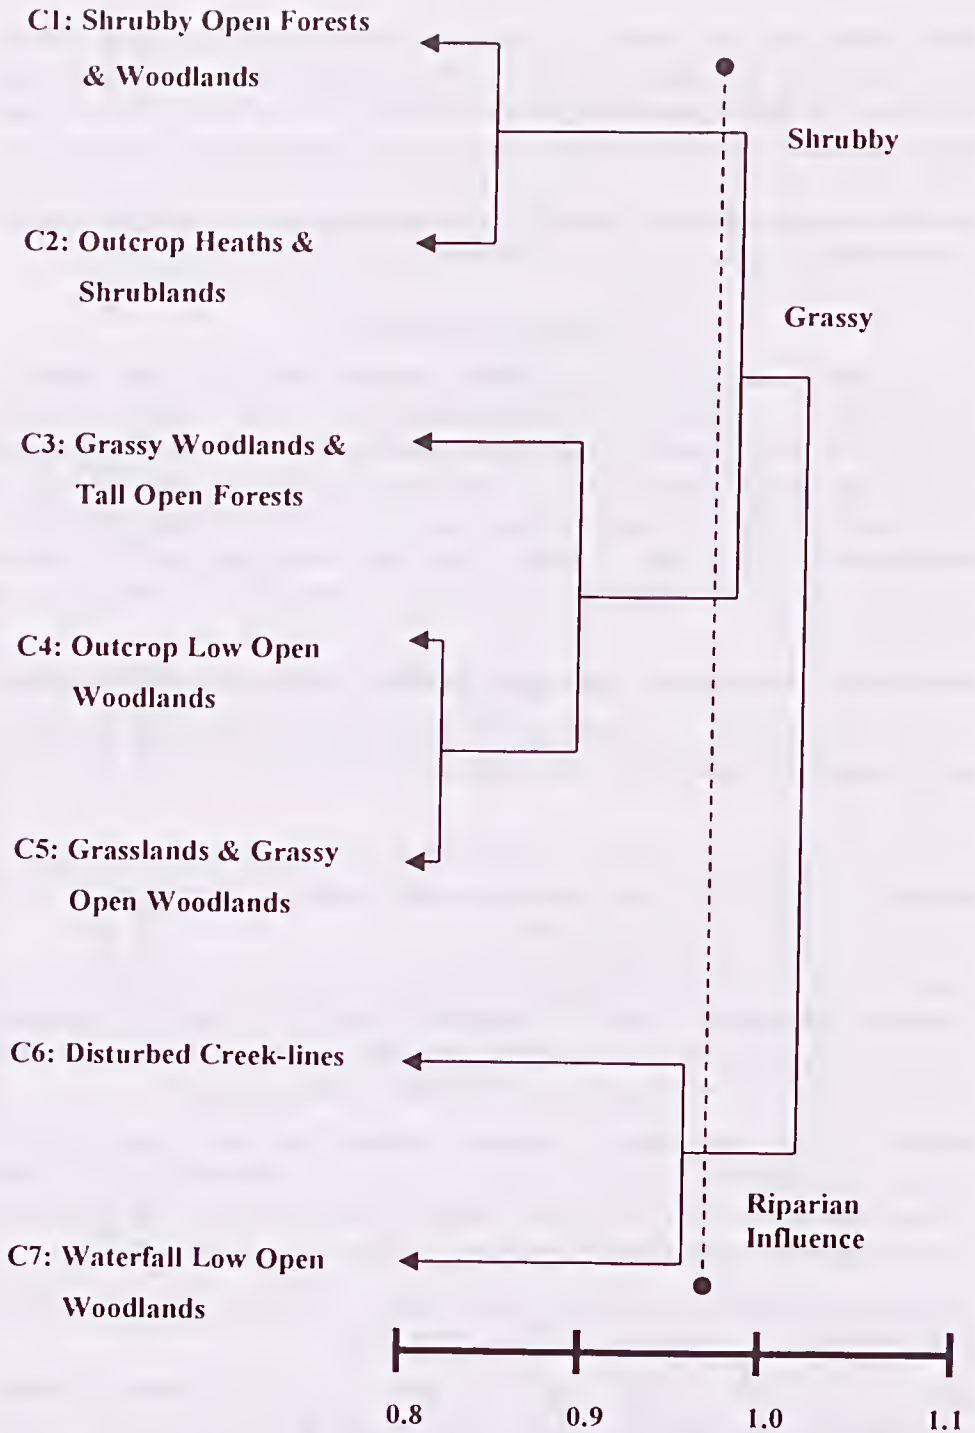 C1: Shrubby Open Forests
& Woodlands
Shrubby
C2: Outcrop Heaths &
Shrublands
Grassy
C3: Grassy Woodlands &
Tall Open Forests
C4: Outcrop Low Open
Woodlands
C5: Grasslands & Grassy
Open Woodlands
C6: Disturbed Creek-lines
Riparian
Influence
C7: Waterfall Low Open
Woodlands
0.8 0.9 1.0 1.1